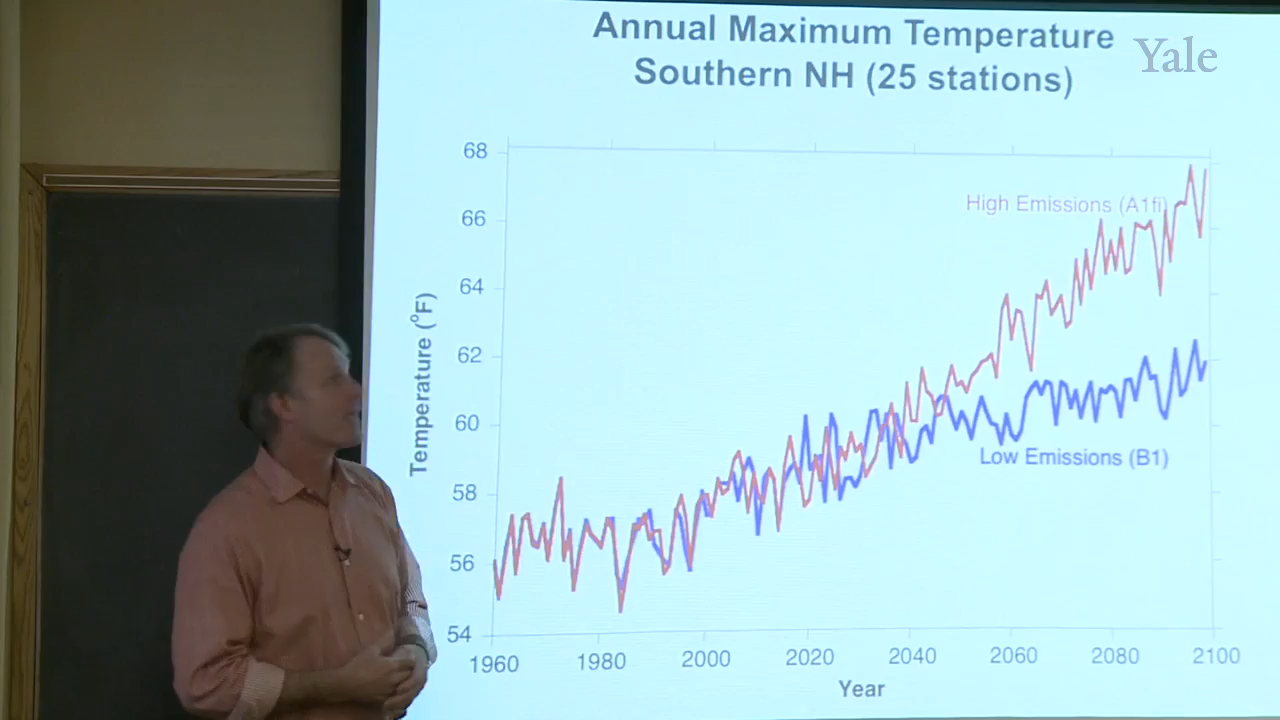 Annual Maximum Temperature
Southern NH (25 stations)
Yale
68
66
64
62
60
58
56
54
Temperature (°F)
High Emissions (A1fi)
Low Emissions (B1)
1960 1980 2000 2020 2040 2060 2080 2100
Year